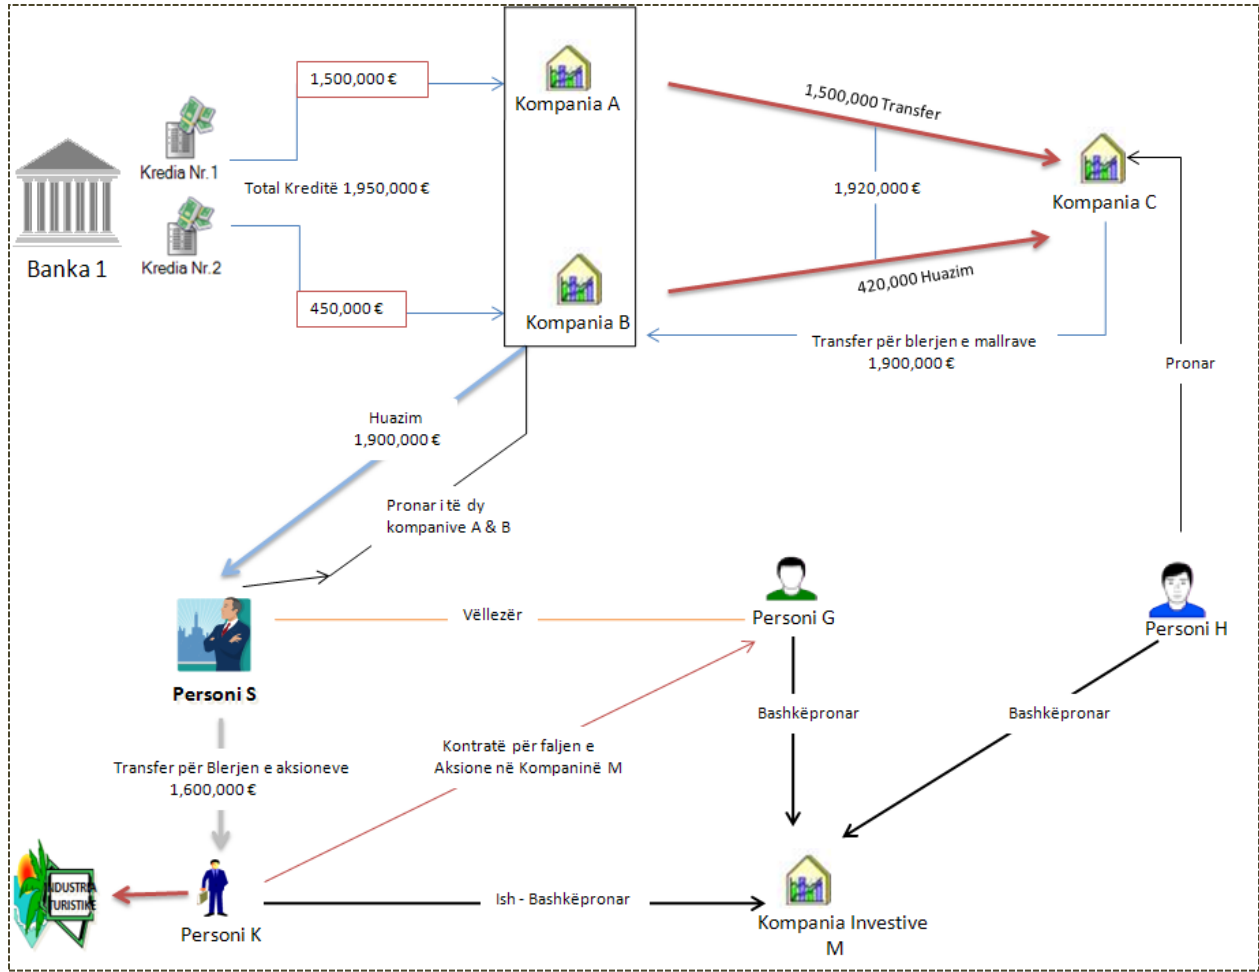 1,500,000 €
Kompania A
1,500,000 Transfer
Kredia Nr.1
Total Kreditë 1,950,000 €
1,920,000 €
Kompania C
Banka 1
Kredia Nr.2
450,000 €
Kompania B
420,000 Huazim
Transfer për blerjen e mallrave
1,900,000 €
Pronar
Huazim
1,900,000 €
Pronar i të dy
kompanive A & B
Vëllezër
Personi G
Personi H
Personi S
Bashkëpronar
Bashkëpronar
Kontratë për faljen e
Aksione në Kompaninë M
Transfer për Blerjen e aksioneve
1,600,000 €
INDUSTRIA
TURISTIKE
Ish - Bashkëpronar
Personi K
Kompania Investive
M